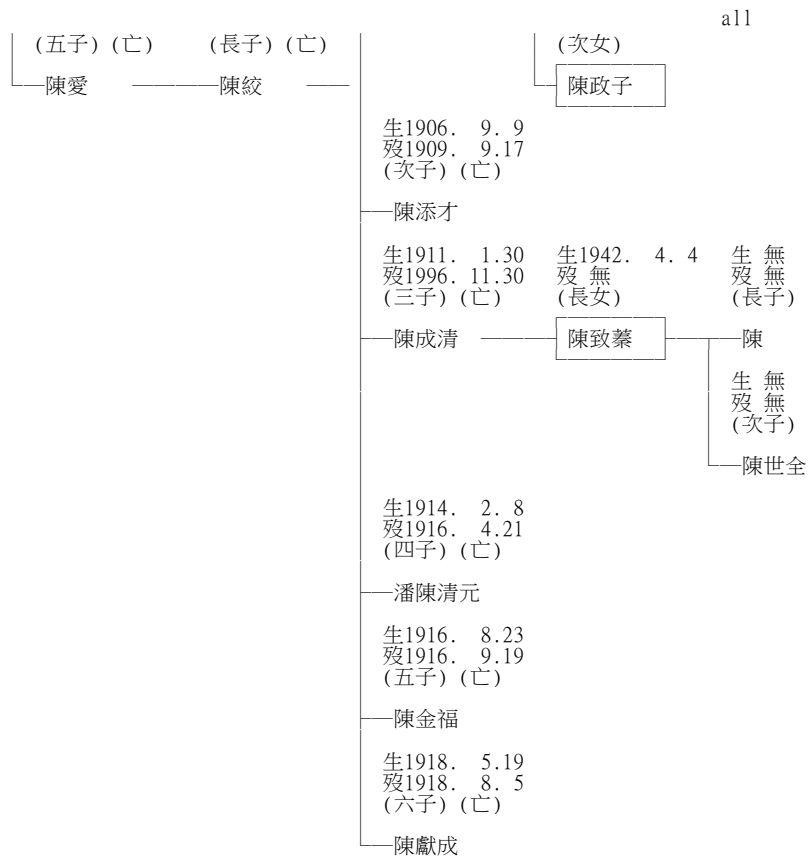 all
(五子) (亡) (長子) (亡) (次女)
陳愛 陳絞 陳政子
生1906. 9. 9
歿1909. 9.17
(次子) (亡)
陳添才
生1911. 1.30 生1942. 4. 4 生 無
歿1996. 11.30 歿 無 歿 無
(三子) (亡) (長女) (長子)
陳成清 陳致蓁 陳
生 無
歿 無
(次子)
陳世全
生1914. 2. 8
歿1916. 4.21
(四子) (亡)
潘陳清元
生1916. 8.23
歿1916. 9.19
(五子) (亡)
陳金福
生1918. 5.19
歿1918. 8. 5
(六子) (亡)
陳獻成